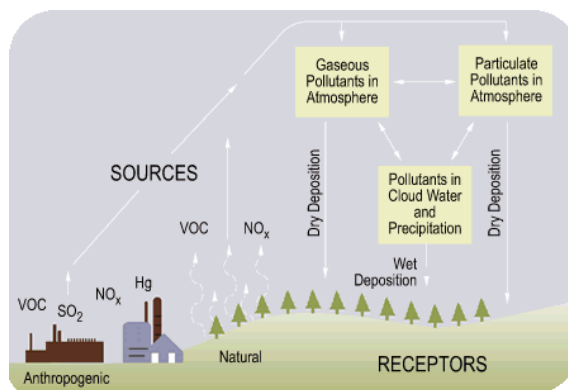 Gaseous
Pollutants in
Atmosphere
Particulate
Pollutants in
Atmosphere
SOURCES
Dry Deposition
Pollutants in
Cloud Water
and
Precipitation
Dry Deposition
VOC
NOx
Wet
Deposition
VOC
SO2
NOx
Hg
Natural
Anthropogenic
RECEPTORS